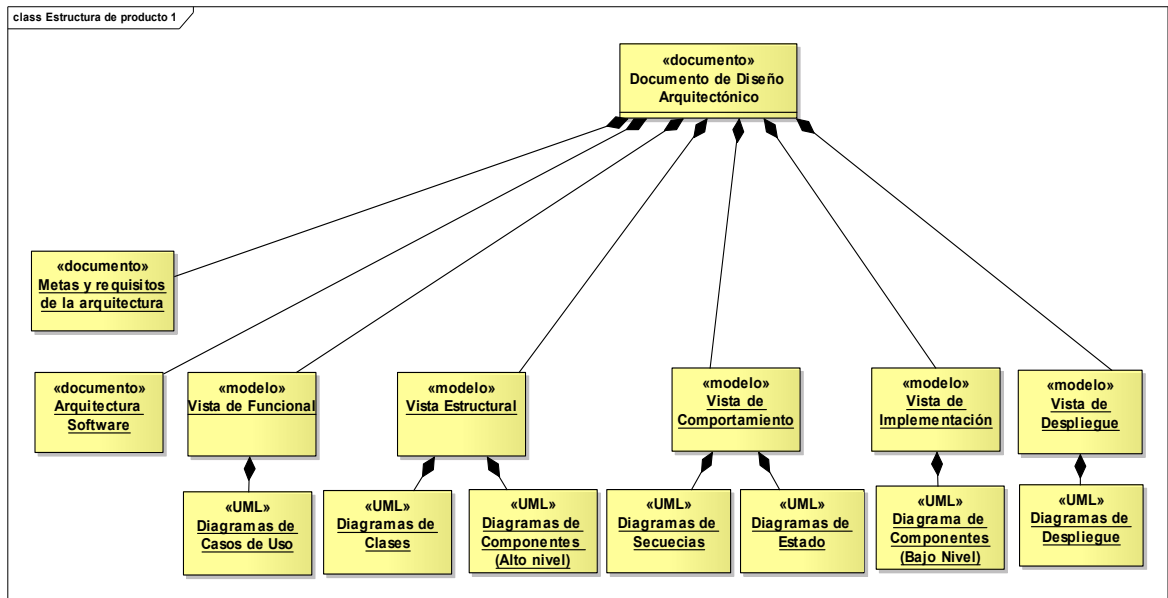 class Estructura de producto 1
«documento»
Documento de Diseño
Arquitectónico
«documento»
Metas y requisitos
de la arquitectura
«documento»
Arquitectura
Software
«modelo»
Vista de Funcional
«modelo»
Vista Estructural
«modelo»
Vista de
Comportamiento
«modelo»
Vista de
Implementación
«modelo»
Vista de
Despliegue
«UML»
Diagramas de
Casos de Uso
«UML»
Diagramas de
Clases
«UML»
Diagramas de
Componentes
(Alto nivel)
«UML»
Diagramas de
Secuecias
«UML»
Diagramas de
Estado
«UML»
Diagrama de
Componentes
(Bajo Nivel)
«UML»
Diagramas de
Despliegue